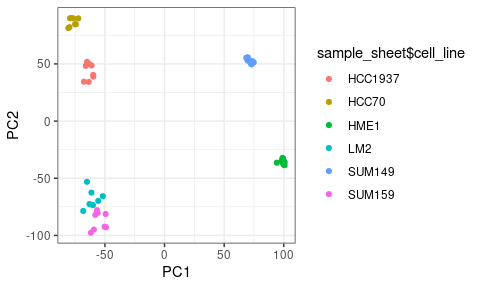 PC2
50
0
-50
-100
-50
0
50
100
PC1
sample_sheet$cell_line
HCC1937
HCC70
HME1
LM2
SUM149
SUM159